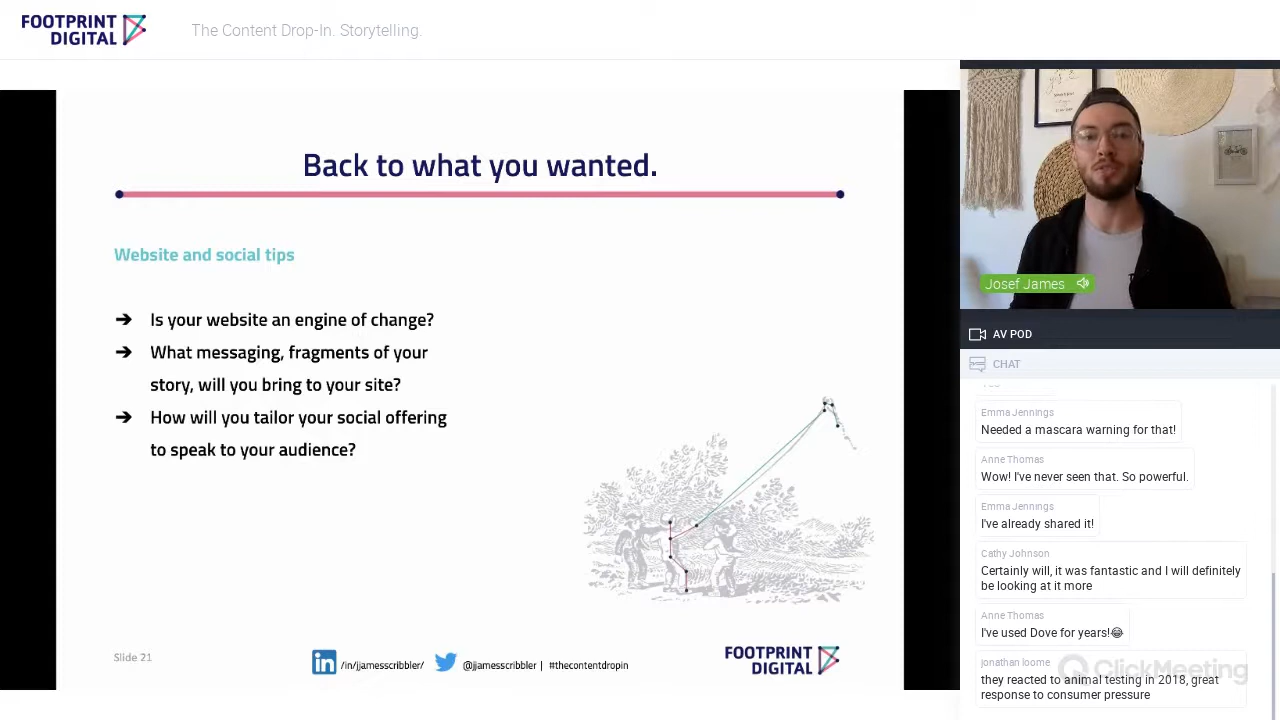 FOOTPRINT
DIGITAL
The Content Drop-In. Storytelling.
Back to what you wanted.
Website and social tips
➔ Is your website an engine of change?
➔ What messaging, fragments of your
story, will you bring to your site?
➔ How will you tailor your social offering
to speak to your audience?
Slide 21
in /in/jjamesscribbler/
@jjamesscribbler | #thecontentdropin
FOOTPRINT
DIGITAL
Josef James
AV POD
CHAT
Emma Jennings
Needed a mascara warning for that!
Anne Thomas
Wow! I've never seen that. So powerful.
Emma Jennings
I've already shared it!
Cathy Johnson
Certainly will, it was fantastic and I will definitely
be looking at it more
Anne Thomas
I've used Dove for years!😂
jonathan loome
they reacted to animal testing in 2018, great
response to consumer pressure
ClickMeeting